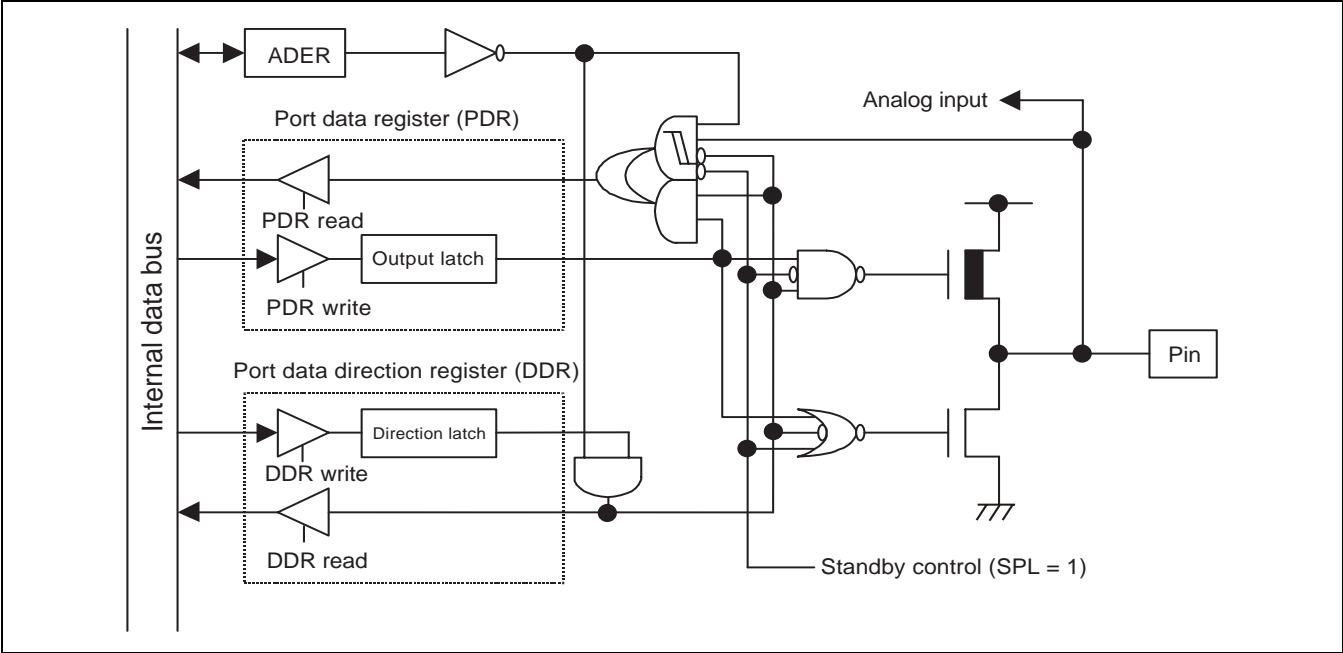 ADER
Analog input
Port data register (PDR)
PDR read
Output latch
PDR write
Internal data bus
Pin
Port data direction register (DDR)
Direction latch
DDR write
DDR read
Standby control (SPL = 1)